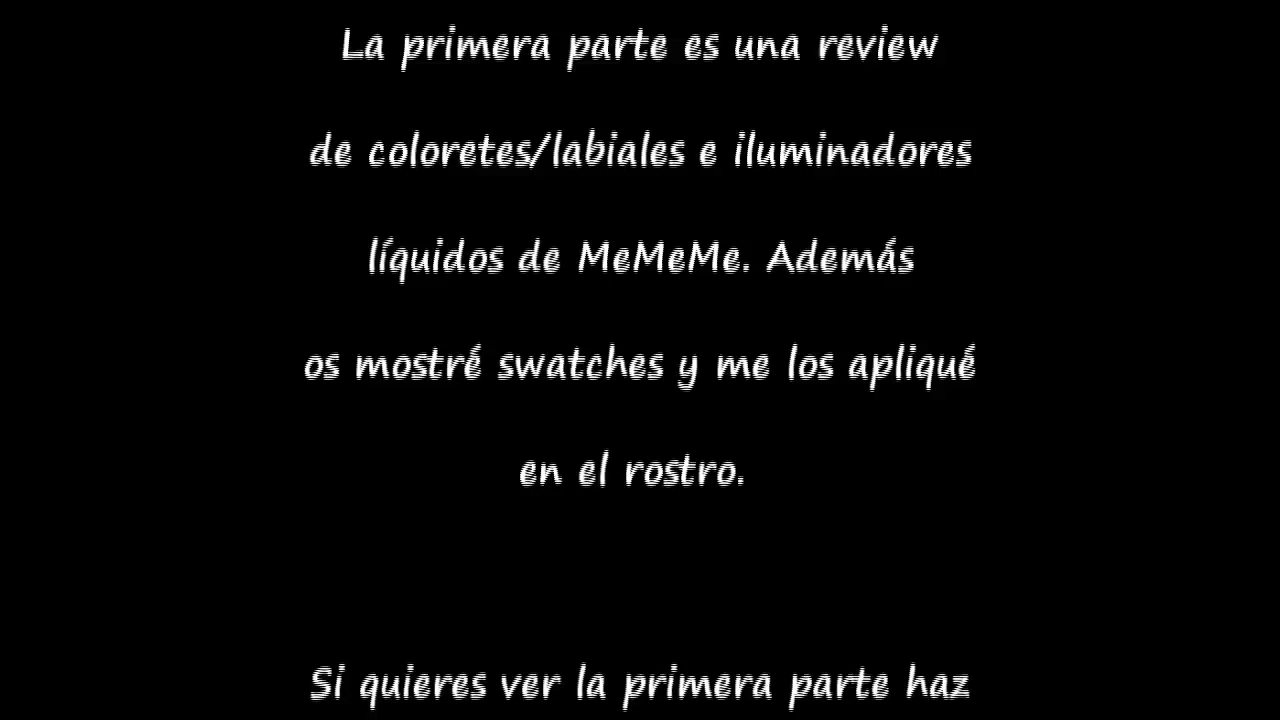 La primera parte es una review
de coloretes/labiales e iluminadores
líquidos de MeMeMe. Además
os mostré swatches y me los apliqué
en el rostro.
Si quieres ver la primera parte haz